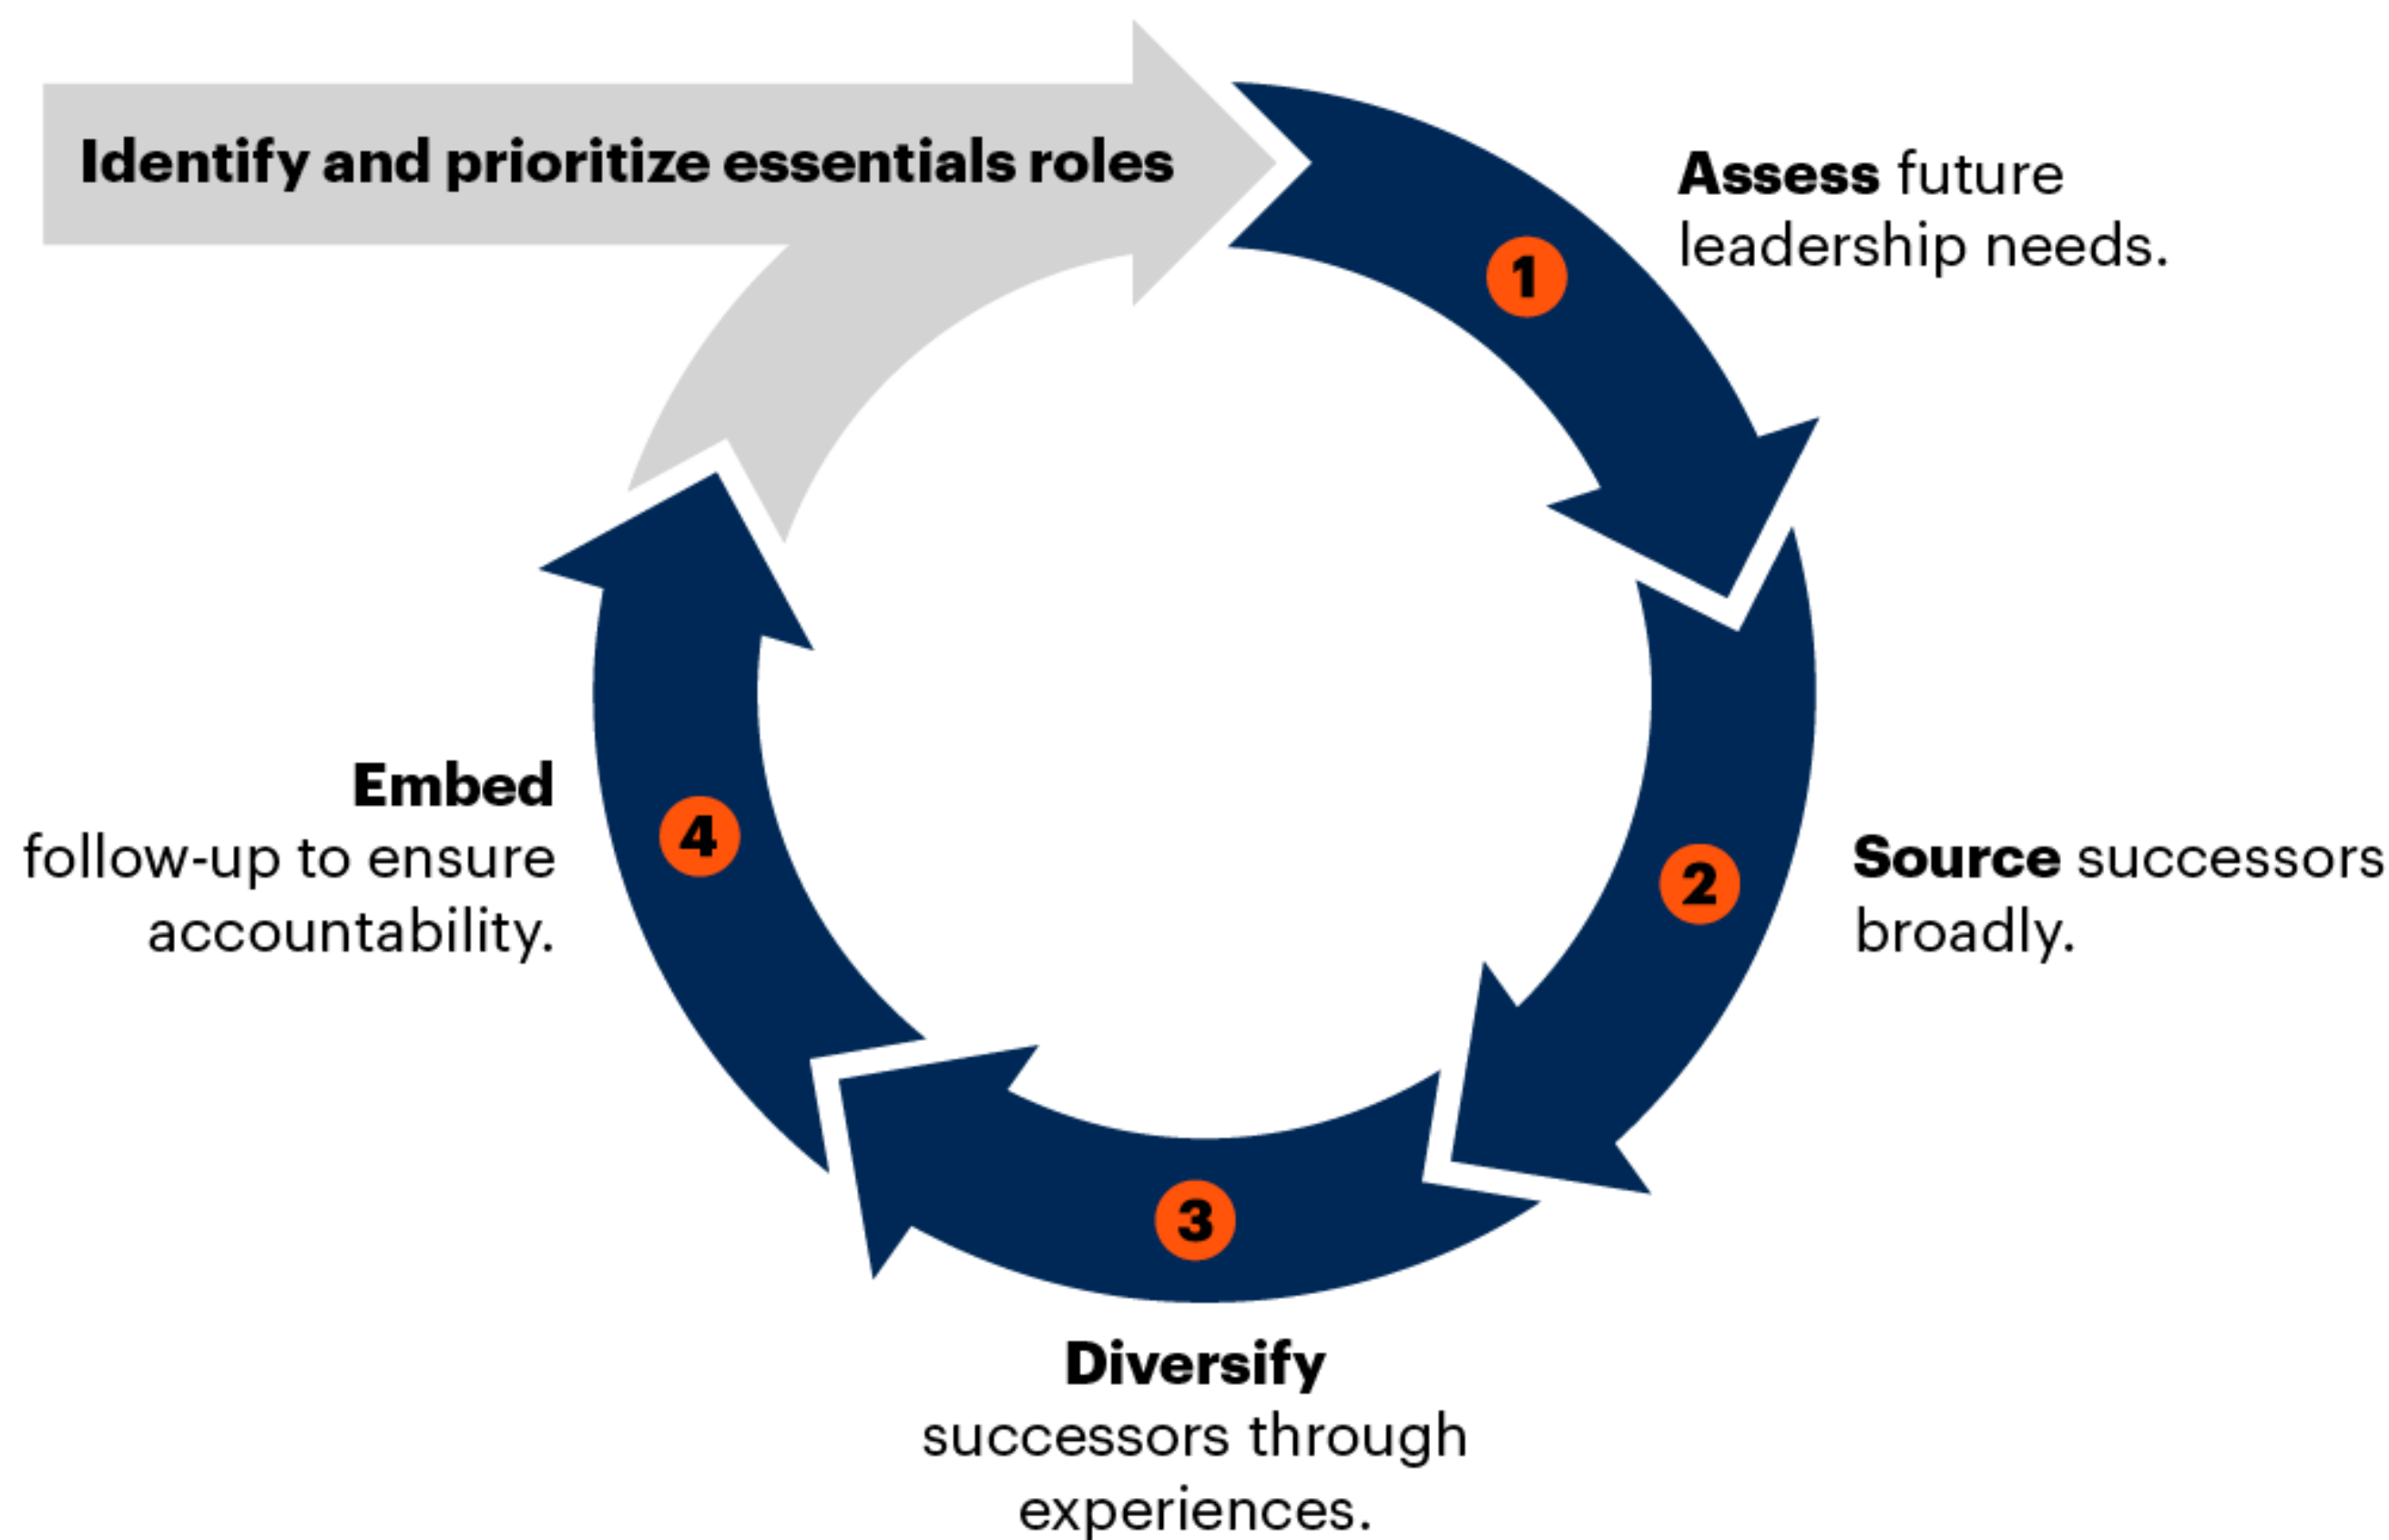 Identify and prioritize essentials roles
1
Assess future
leadership needs.
2
Source successors
broadly.
3
Diversify
successors through
experiences.
4
Embed
follow-up to ensure
accountability.